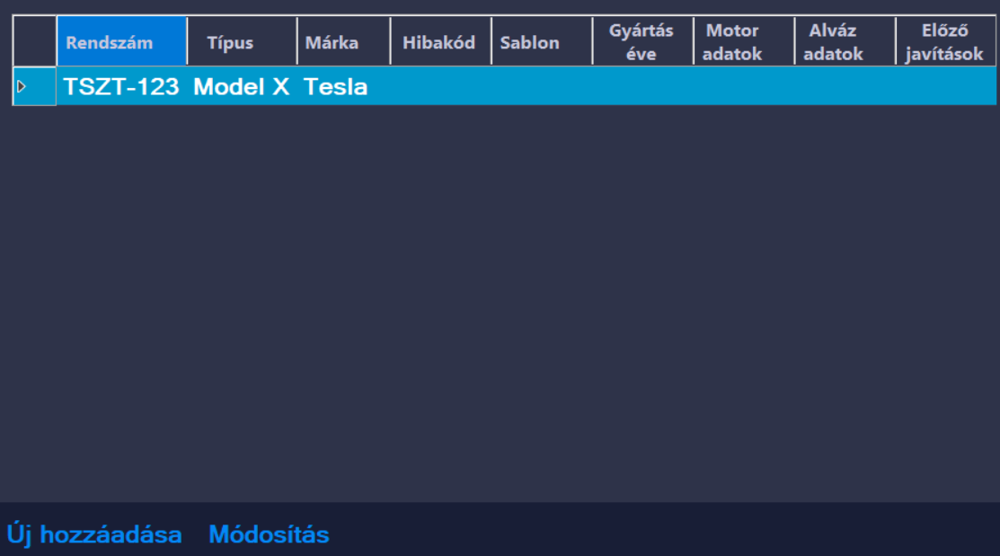 Rendszám Típus Márka Hibakód Sablon Gyártás éve Motor adatok Alváz adatok Előző javítások
TSZT-123 Model X Tesla
Új hozzáadása Módosítás